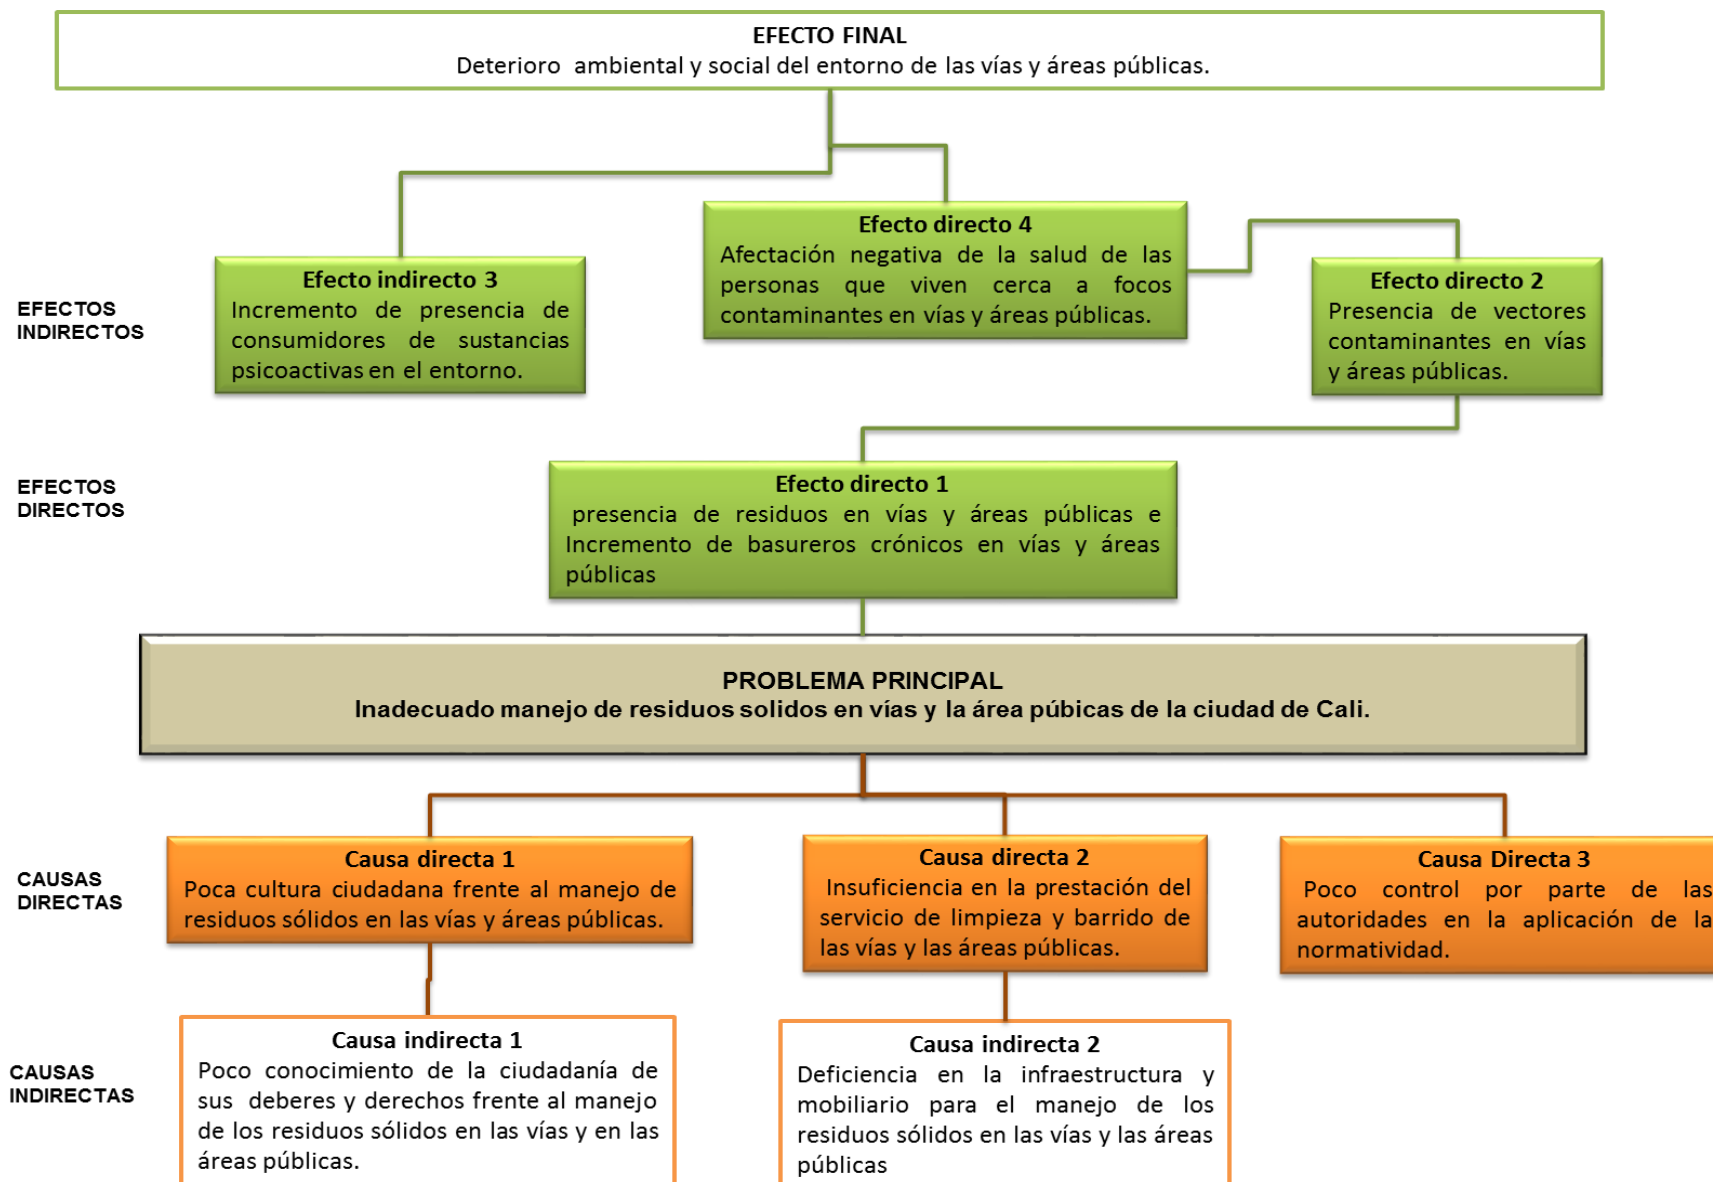 EFECTO FINAL
Deterioro ambiental y social del entorno de las vías y áreas públicas.
EFECTOS
INDIRECTOS
Efecto indirecto 3
Incremento de presencia de
consumidores de sustancias
psicoactivas en el entorno.
Efecto directo 4
Afectación negativa de la salud de las
personas que viven cerca a focos
contaminantes en vías y áreas públicas.
Efecto directo 2
Presencia de vectores
contaminantes en vías
y áreas públicas.
EFECTOS
DIRECTOS
Efecto directo 1
presencia de residuos en vías y áreas públicas e
Incremento de basureros crónicos en vías y áreas
públicas
PROBLEMA PRINCIPAL
Inadecuado manejo de residuos solidos en vías y la área púbicas de la ciudad de Cali.
CAUSAS
DIRECTAS
Causa directa 1
Poca cultura ciudadana frente al manejo de
residuos sólidos en las vías y áreas públicas.
Causa directa 2
Insuficiencia en la prestación del
servicio de limpieza y barrido de
las vías y las áreas públicas.
Causa Directa 3
Poco control por parte de las
autoridades en la aplicación de la
normatividad.
CAUSAS
INDIRECTAS
Causa indirecta 1
Poco conocimiento de la ciudadanía de
sus deberes y derechos frente al manejo
de los residuos sólidos en las vías y en las
áreas públicas.
Causa indirecta 2
Deficiencia en la infraestructura y
mobiliario para el manejo de los
residuos sólidos en las vías y las áreas
públicas